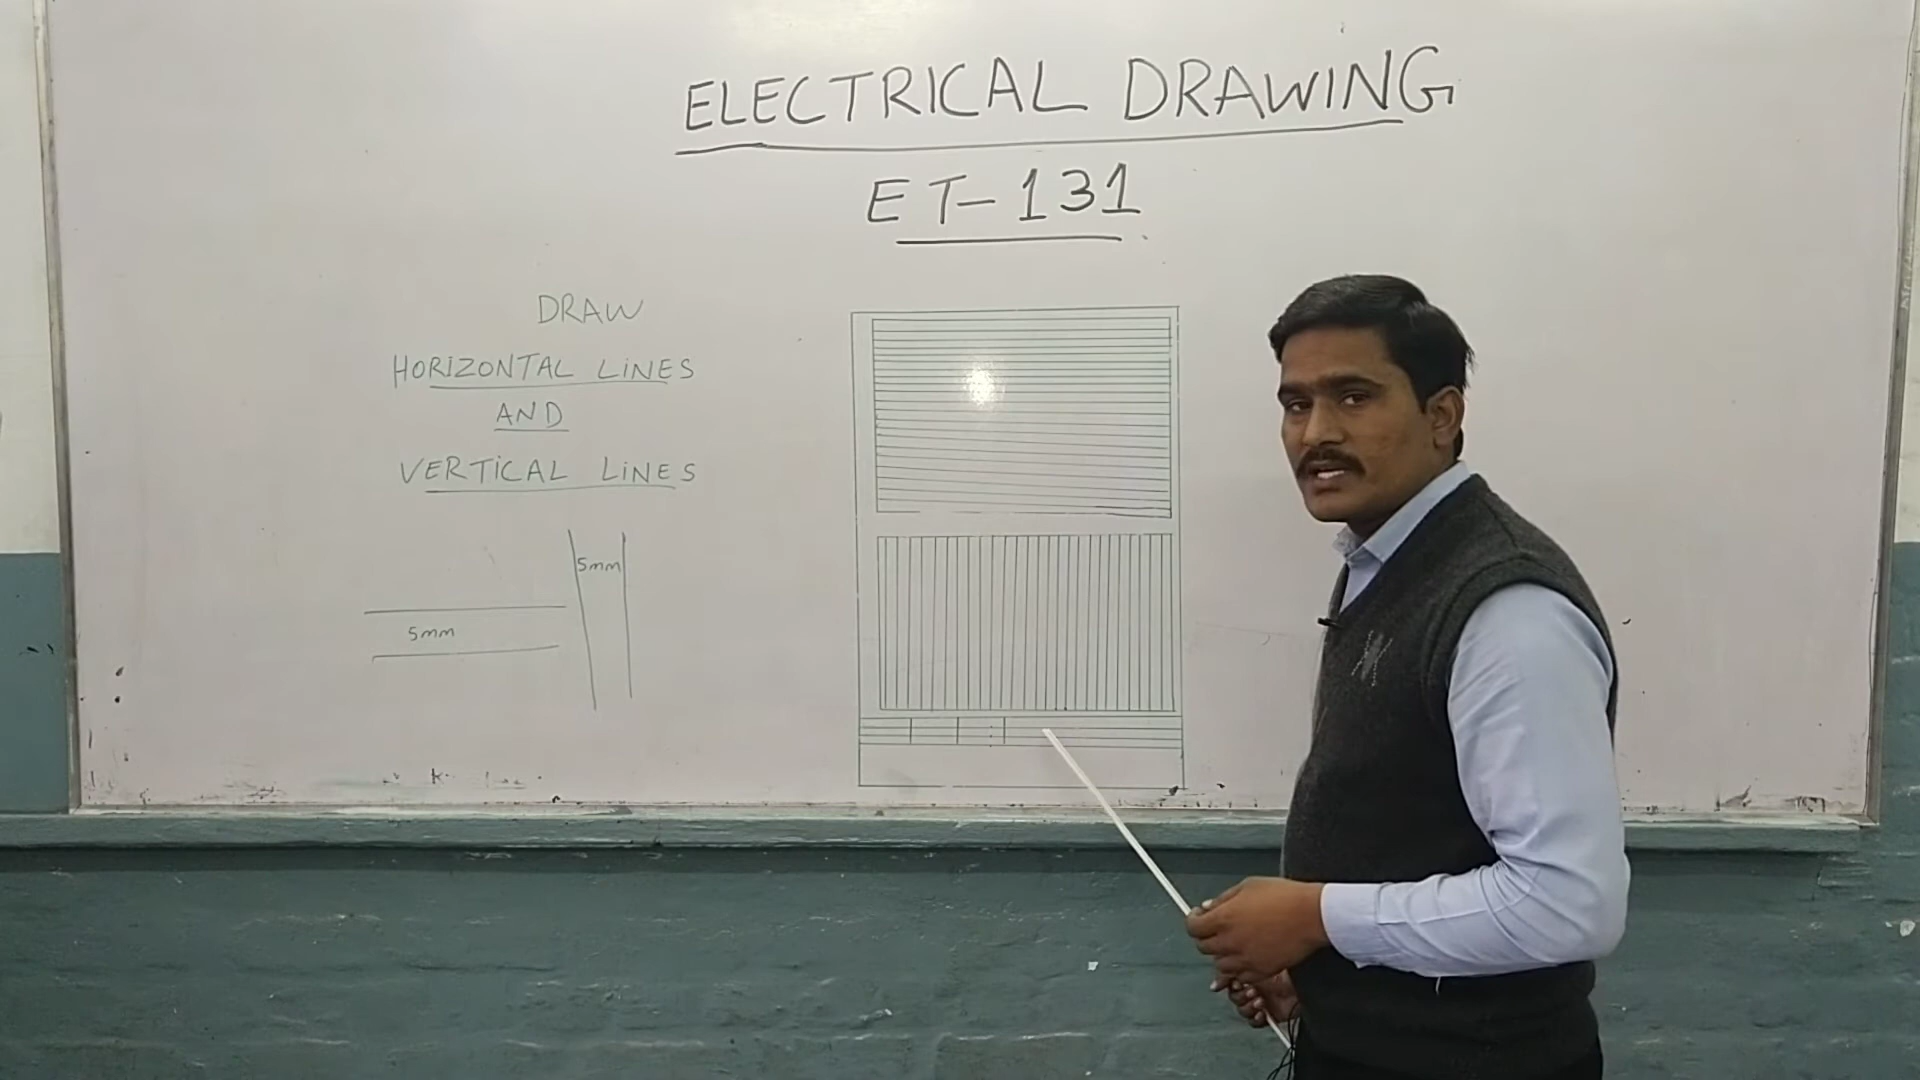 ELECTRICAL DRAWING
ET-131
DRAW
HORIZONTAL LINES
AND
VERTICAL LINES
5mm
5mm